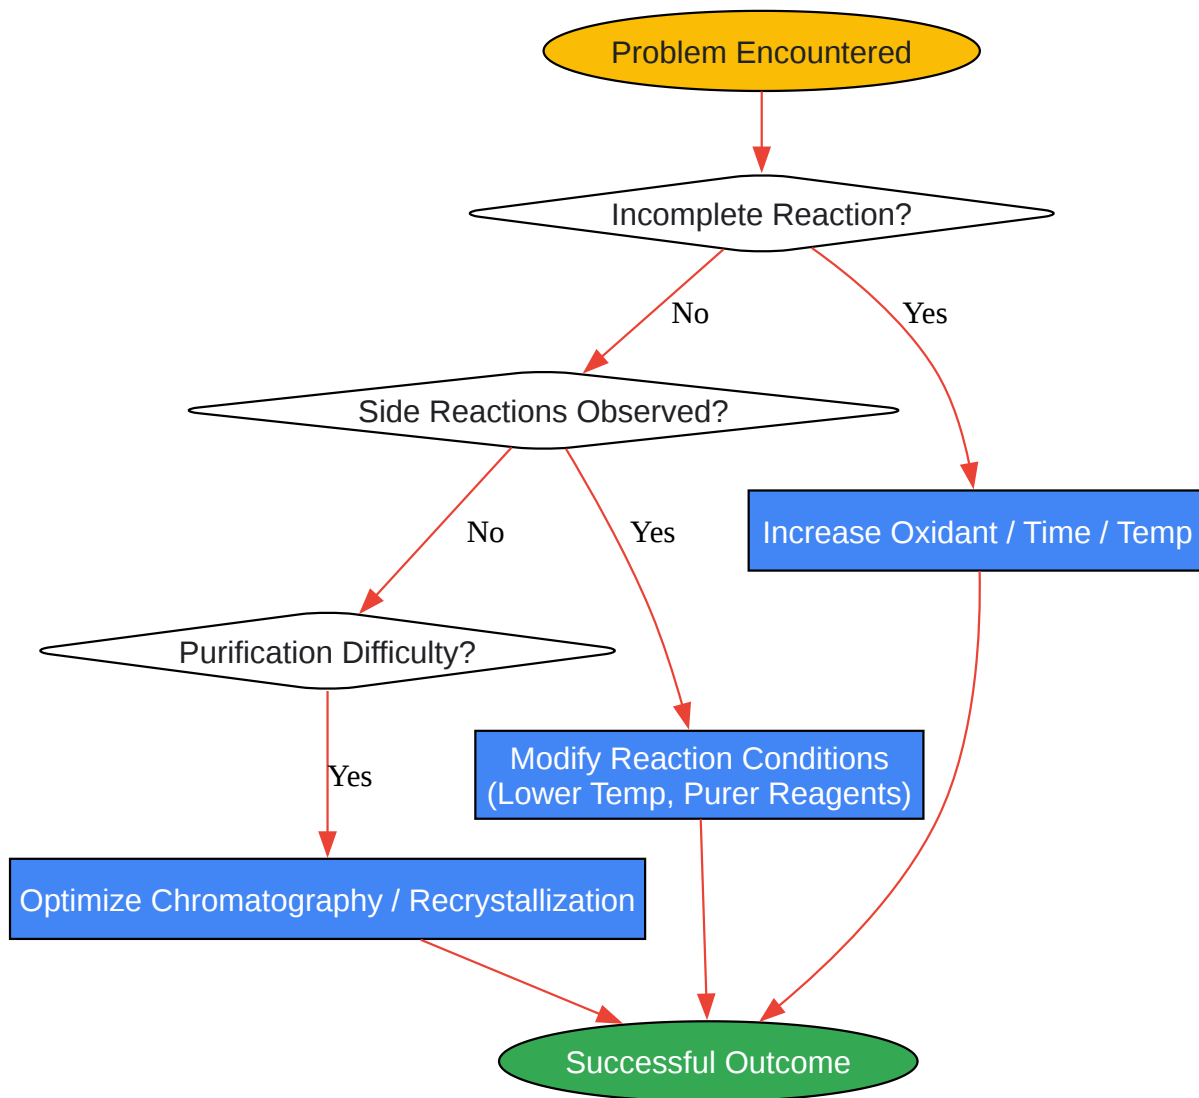 Problem Encountered
Incomplete Reaction?
No
Yes
Side Reactions Observed?
No
Yes
Increase Oxidant / Time / Temp
Purification Difficulty?
Yes
Modify Reaction Conditions
(Lower Temp, Purer Reagents)
Optimize Chromatography / Recrystallization
Successful Outcome